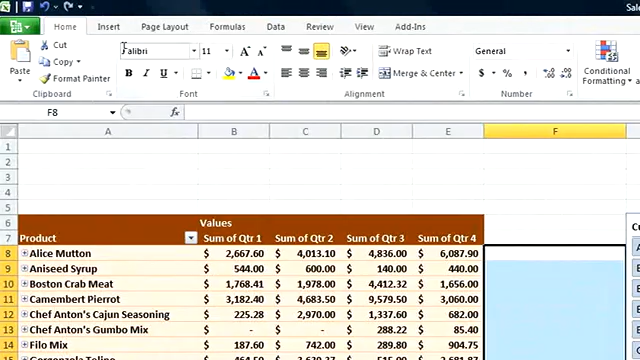 Sale
Home Insert Page Layout Formulas Data Review View Add-Ins
Cut
Copy
Format Painter
Paste
Clipboard
Calibri 11
B I U
Font
Wrap Text
Merge & Center
Alignment
General
$ % ,
Number
Conditional
Formatting
F8 fx
A B C D E F
1
2
3
4
5
6 Values
7 Product Sum of Qtr 1 Sum of Qtr 2 Sum of Qtr 3 Sum of Qtr 4
8 Alice Mutton $ 2,667.60 $ 4,013.10 $ 4,836.00 $ 6,087.90
9 Aniseed Syrup $ 544.00 $ 600.00 $ 140.00 $ 440.00
10 Boston Crab Meat $ 1,768.41 $ 1,978.00 $ 4,412.32 $ 1,656.00
11 Camembert Pierrot $ 3,182.40 $ 4,683.50 $ 9,579.50 $ 3,060.00
12 Chef Anton's Cajun Seasoning $ 225.28 $ 2,970.00 $ 1,337.60 $ 682.00
13 Chef Anton's Gumbo Mix $ - $ - $ 288.22 $ 85.40
14 Filo Mix $ 187.60 $ 742.00 $ 289.80 $ 904.75
15 Gorgonzola Telino